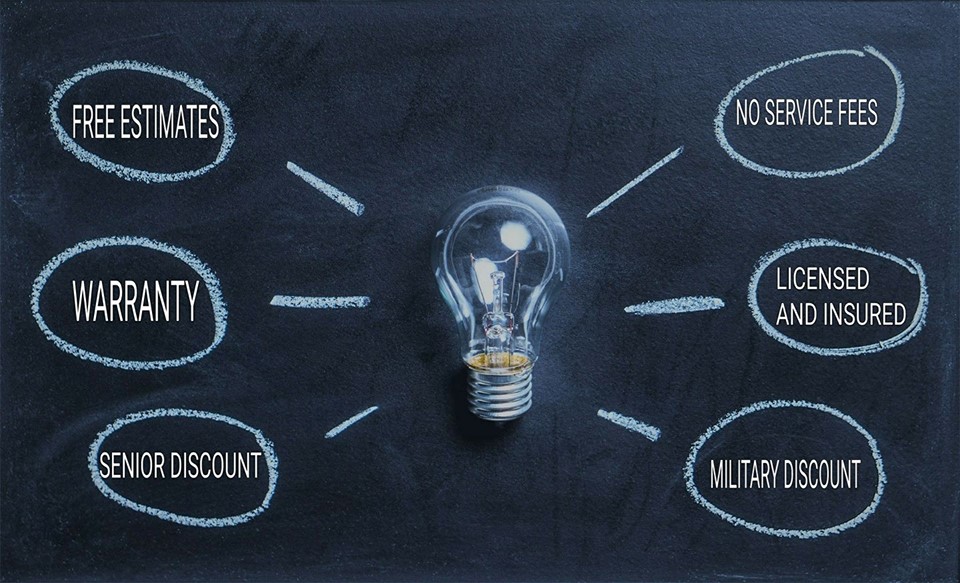 FREE ESTIMATES
WARRANTY
SENIOR DISCOUNT
NO SERVICE FEES
LICENSED
AND INSURED
MILITARY DISCOUNT